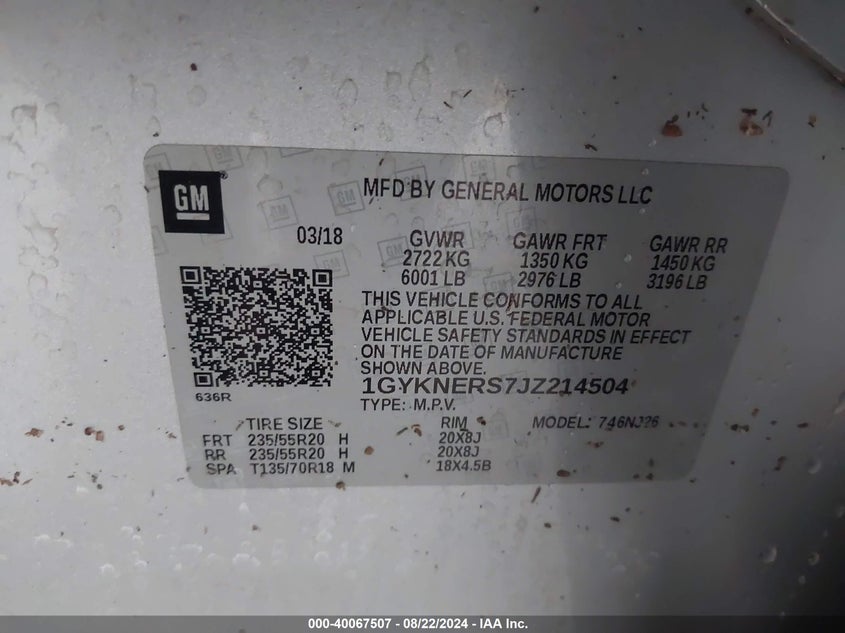 GM
MFD BY GENERAL MOTORS LLC
03/18
GVWR GAWR FRT GAWR RR
2722 KG 1350 KG 1450 KG
6001 LB 2976 LB 3196 LB
THIS VEHICLE CONFORMS TO ALL
APPLICABLE U.S. FEDERAL MOTOR
VEHICLE SAFETY STANDARDS IN EFFECT
ON THE DATE OF MANUFACTURE
SHOWN ABOVE.
636R
1GYKNERS7JZ214504
TYPE: M.P.V. MODEL:
TIRE SIZE RIM
FRT 235/55R20 H 20X8J
RR 235/55R20 H 20X8J
SPA T135/70R18 M 18X4.5B
000-40067507 - 08/22/2024 - IAA Inc.